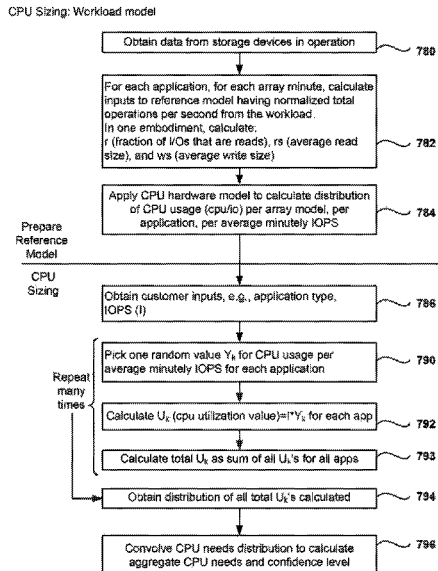 CPU Sizing: Workload model
Obtain data from storage devices in operation
780
For each application, for each array minute, calculate
inputs to reference model having normalized total
operations per second from the workload.
In one embodiment, calculate:
r (fraction of I/Os that are reads), rs (average read
size), and ws (average write size)
782
Apply CPU hardware model to calculate distribution
of CPU usage (cpu/io) per array model, per
application, per average minutely IOPS
784
Prepare
Reference
Model
CPU
Sizing
Obtain customer inputs, e.g., application type,
IOPS (I)
786
Repeat
many
times
Pick one random value Yₖ for CPU usage per
average minutely IOPS for each application
790
Calculate Uₖ (cpu utilization value)=I*Yₖ for each app
792
Calculate total Uₖ as sum of all Uₖ's for all apps
793
Obtain distribution of all total Uₖ's calculated
794
Convolve CPU needs distribution to calculate
aggregate CPU needs and confidence level
796